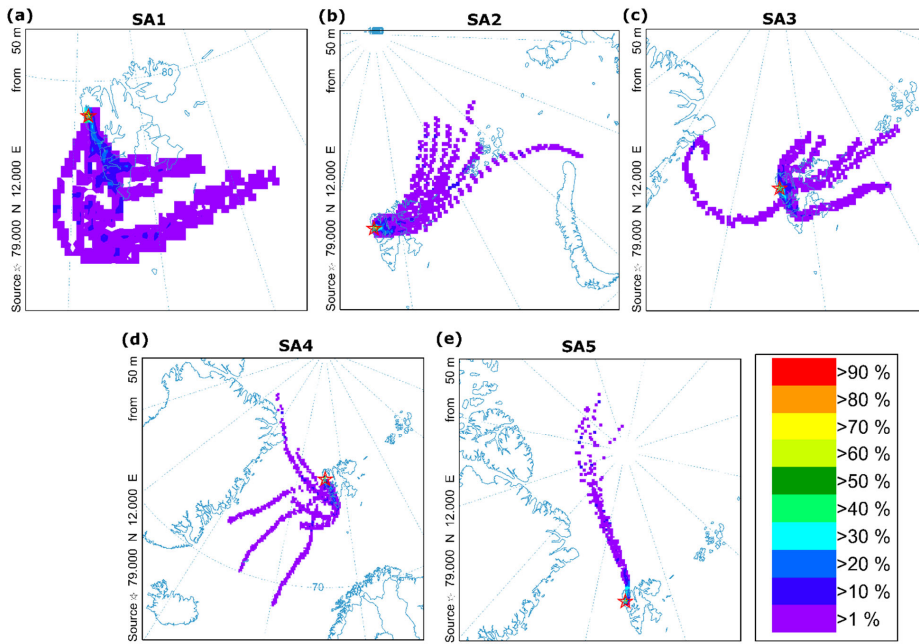 (a) SA1
(b) SA2
(c) SA3
Source ☆ 79.000 N 12.000 E from 50 m
80
Source ☆ 79.000 N 12.000 E from 50 m
Source ☆ 79.000 N 12.000 E from 50 m
(d) SA4
(e) SA5
Source ☆ 79.000 N 12.000 E from 50 m
70
Source ☆ 79.000 N 12.000 E from 50 m
>90 %
>80 %
>70 %
>60 %
>50 %
>40 %
>30 %
>20 %
>10 %
>1 %